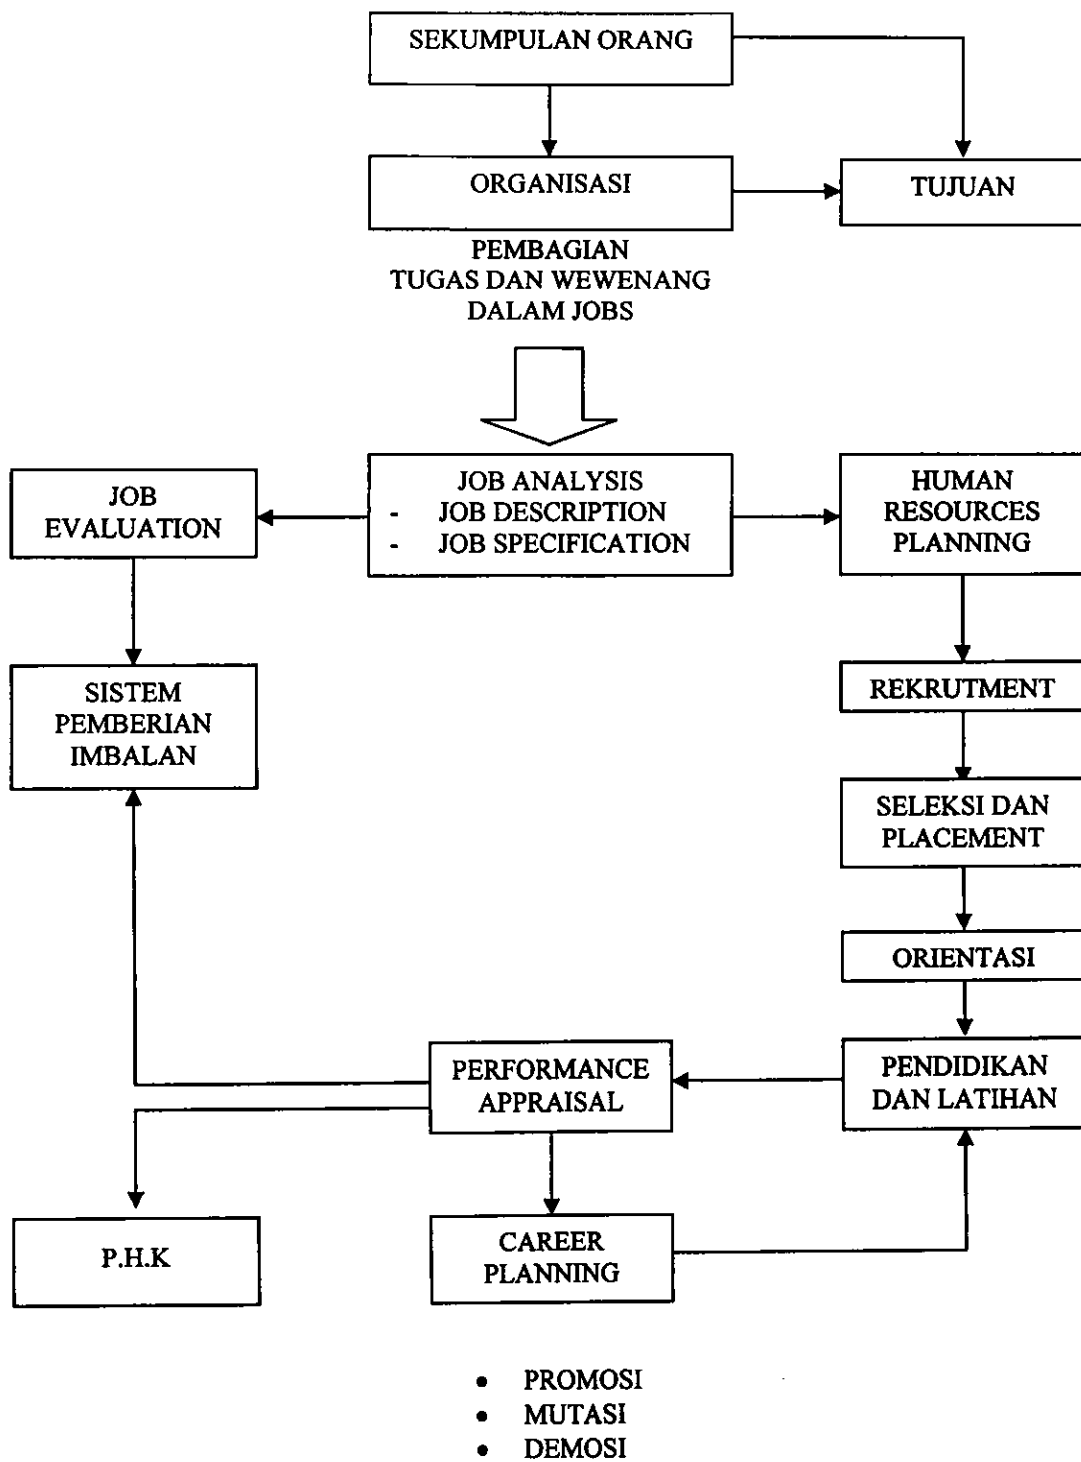 SEKUMPULAN ORANG
ORGANISASI
TUJUAN
PEMBAGIAN
TUGAS DAN WEWENANG
DALAM JOBS
JOB
EVALUATION
JOB ANALYSIS
- JOB DESCRIPTION
- JOB SPECIFICATION
HUMAN
RESOURCES
PLANNING
SISTEM
PEMBERIAN
IMBALAN
REKRUTMENT
SELEKSI DAN
PLACEMENT
ORIENTASI
PERFORMANCE
APPRAISAL
PENDIDIKAN
DAN LATIHAN
P.H.K
CAREER
PLANNING
• PROMOSI
• MUTASI
• DEMOSI